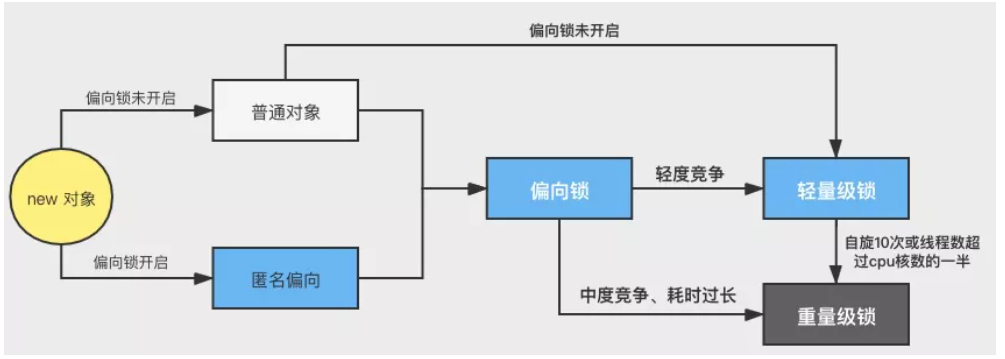 偏向锁未开启
偏向锁未开启
普通对象
new 对象
偏向锁
轻度竞争
轻量级锁
偏向锁开启
匿名偏向
自旋10次或线程数超
过cpu核数的一半
中度竞争、耗时过长
重量级锁